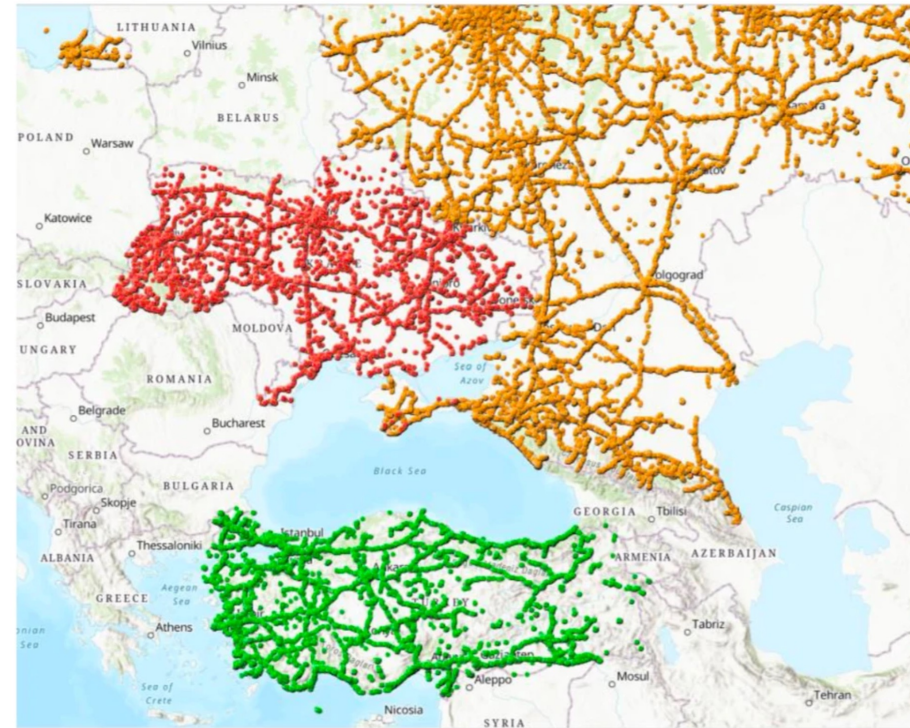 LITHUANIA
Vilnius
Minsk
BELARUS
POLAND
Warsaw
Katowice
SLOVAKIA
Budapest
UNGARY
MOLDOVA
ROMANIA
Belgrade
Bucharest
AND
OVINA
SERBIA
BULGARIA
Podgorica
Skopje
Tirana
ALBANIA
Thessaloniki
GREECE
Aegean
Sea
Athens
onian
Sea
Sea of
Crete
olgograd
Sea of
Azov
Black Sea
GEORGIA
Tbilisi
ARMENIA
AZERBAIJAN
Caspian
Sea
Istanbul
Tabriz
Mosul
Aleppo
Tehran
Nicosia
SYRIA